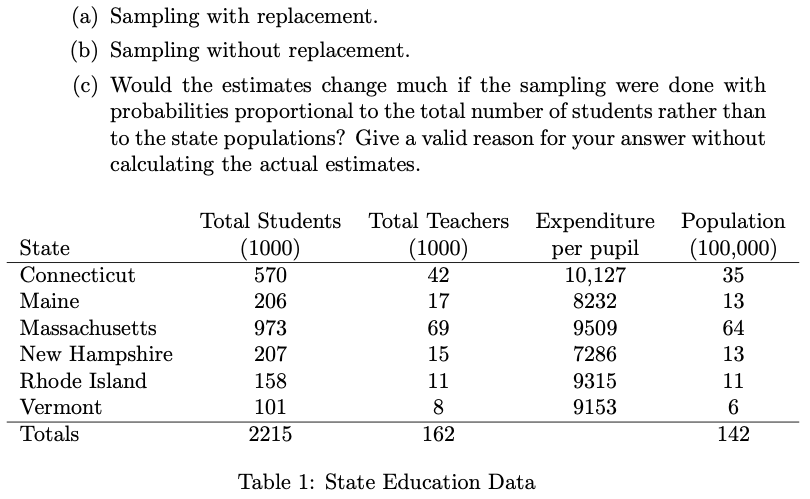 (a) Sampling with replacement.
(b) Sampling without replacement.
(c) Would the estimates change much if the sampling were done with
probabilities proportional to the total number of students rather than
to the state populations? Give a valid reason for your answer without
calculating the actual estimates.
Total Students Total Teachers Expenditure Population
State (1000) (1000) per pupil (100,000)
Connecticut 570 42 10,127 35
Maine 206 17 8232 13
Massachusetts 973 69 9509 64
New Hampshire 207 15 7286 13
Rhode Island 158 11 9315 11
Vermont 101 8 9153 6
Totals 2215 162 142
Table 1: State Education Data